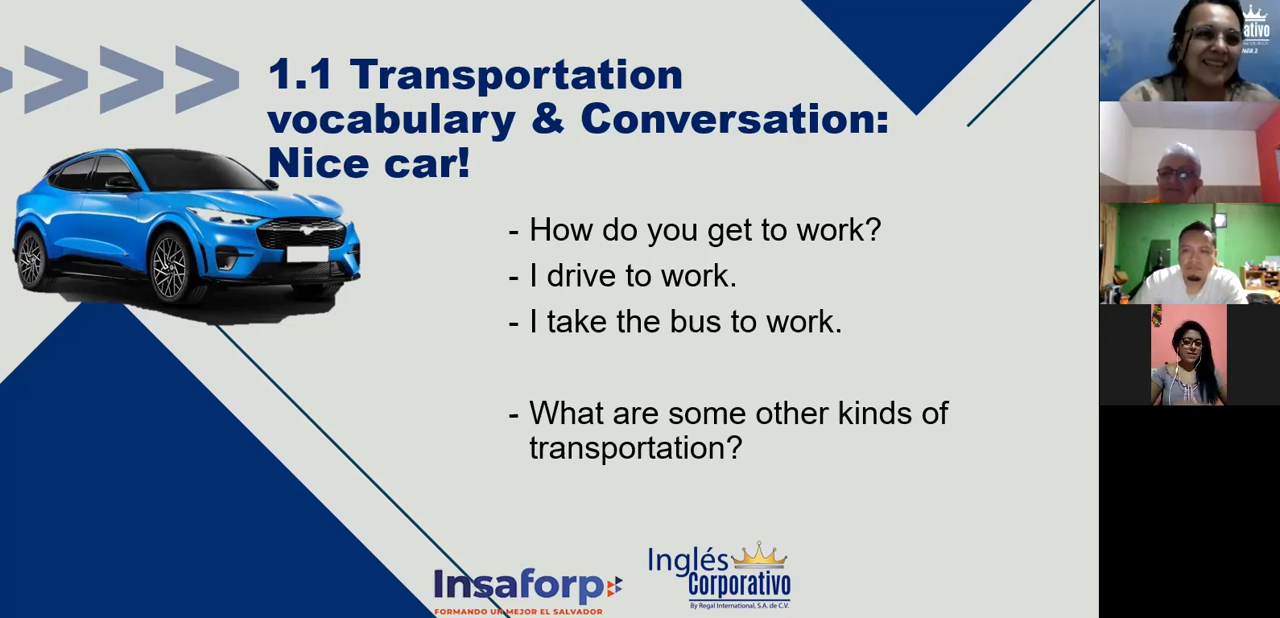 1.1 Transportation
vocabulary & Conversation:
Nice car!
- How do you get to work?
- I drive to work.
- I take the bus to work.
- What are some other kinds of
transportation?
Insaforp
FORMANDO UN MEJOR EL SALVADOR
Inglés
Corporativo
By Regal International, S.A. de C.V.
ativo